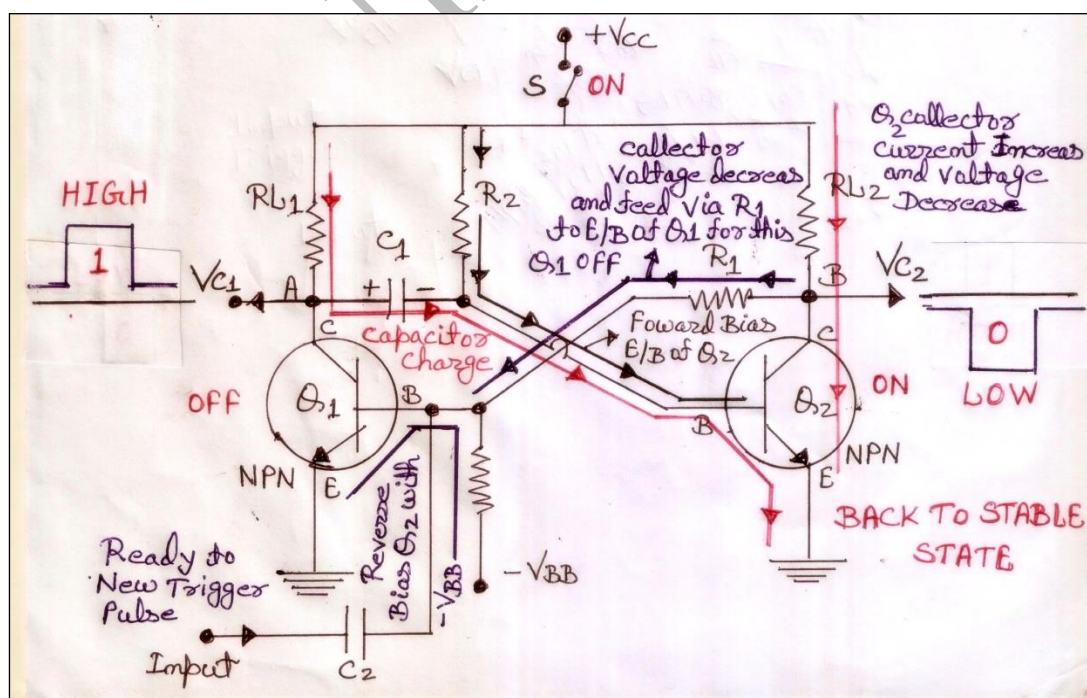 +VCC
S ON
HIGH
1
RL1
R2
C1
callector
valtage decreas
and feed via R1
to E/B of Q1 for this
Q1 OFF
R1
RL2
Q2 callector
current Increas
and valtage
Decrease
VC1
A
+
-
capacitor
charge
Foward Bias
E/B of Q2
B
VC2
0
LOW
C
OFF
Q1
B
NPN
E
C
Q2
B
ON
NPN
E
Reverse
Bias Q2 with
-VBB
-VBB
BACK TO STABLE
STATE
Ready to
New Trigger
Pulse
Input
C2